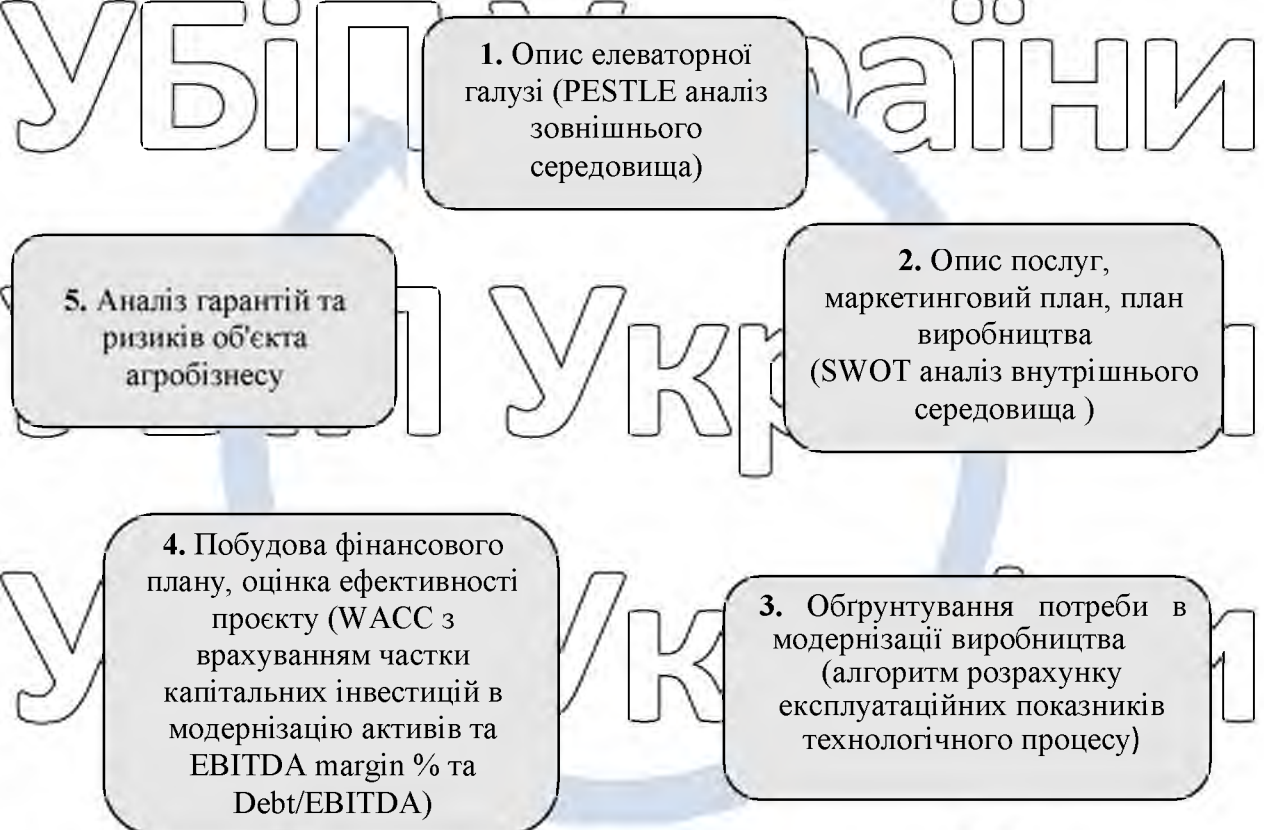 УБіП України
1. Опис елеваторної
галузі (PESTLE аналіз
зовнішнього
середовища)
2. Опис послуг,
маркетинговий план, план
виробництва
(SWOT аналіз внутрішнього
середовища )
3. Обґрунтування потреби в
модернізації виробництва
(алгоритм розрахунку
експлуатаційних показників
технологічного процесу)
4. Побудова фінансового
плану, оцінка ефективності
проєкту (WACC з
врахуванням частки
капітальних інвестицій в
модернізацію активів та
EBITDA margin % та
Debt/EBITDA)
5. Аналіз гарантій та
ризиків об'єкта
агробізнесу